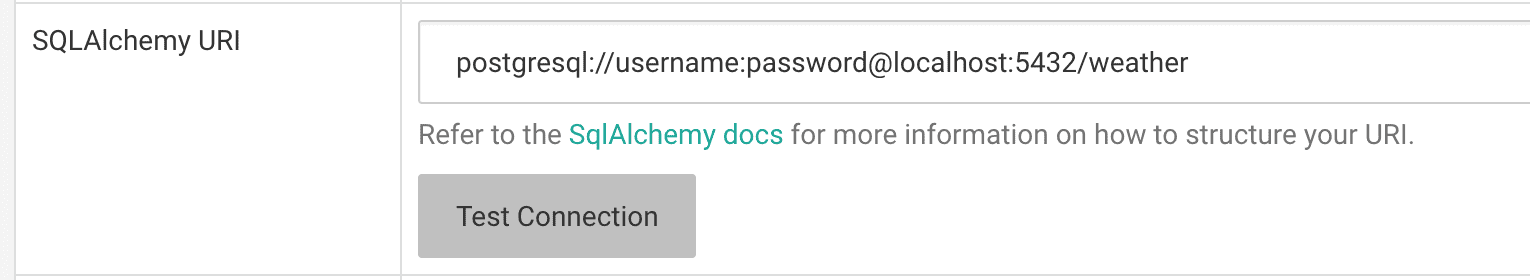 SQLAlchemy URI
postgresql://username:password@localhost:5432/weather
Refer to the SqlAlchemy docs for more information on how to structure your URI.
Test Connection